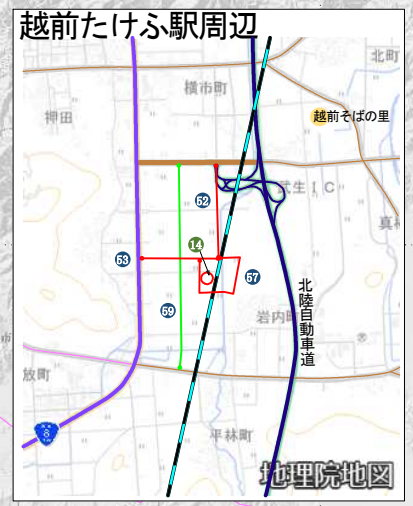 越前たけふ駅周辺
北町
横市町
越前そばの里
押田
武生IC
52
14
53
57
59
北陸自動車道
岩内町
放町
8
平林町
地理院地図